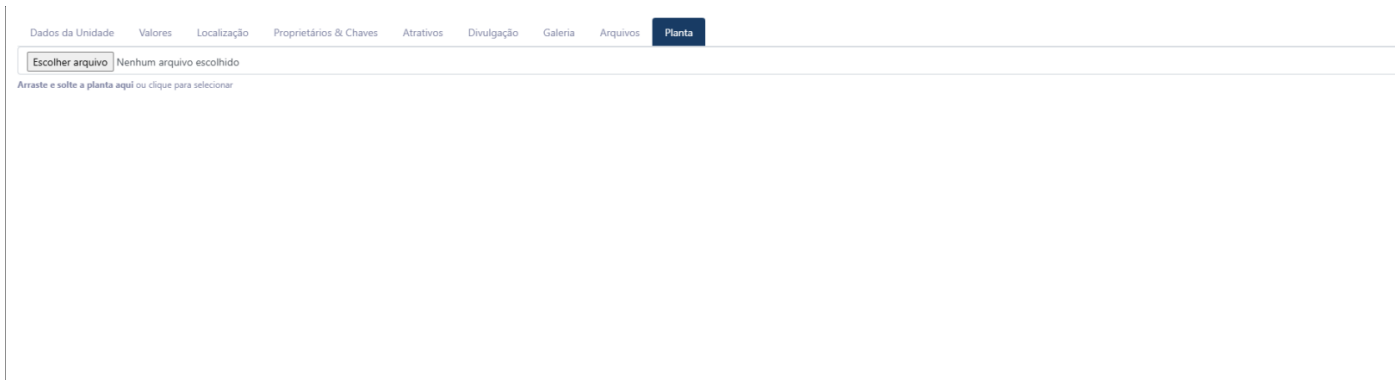 Dados da Unidade Valores Localização Proprietários & Chaves Atrativos Divulgação Galeria Arquivos Planta
Escolher arquivo Nenhum arquivo escolhido
Arraste e solte a planta aqui ou clique para selecionar